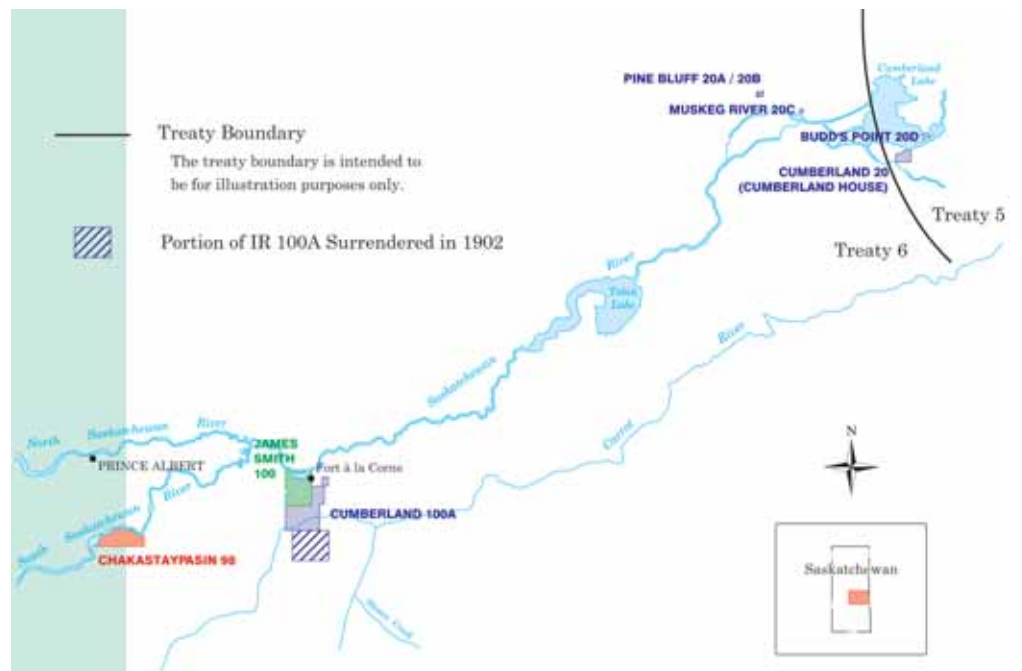 Cumberland
Lake
PINE BLUFF 20A / 20B
MUSKEG RIVER 20C
BUDD'S POINT 20D
CUMBERLAND 20
(CUMBERLAND HOUSE)
Treaty 5
Treaty 6
Treaty Boundary
The treaty boundary is intended to
be for illustration purposes only.
Portion of IR 100A Surrendered in 1902
River
Tobin
Lake
River
Saskatchewan
Carrot
North Saskatchewan River
PRINCE ALBERT
JAMES
SMITH
100
Fort à la Corne
CUMBERLAND 100A
South Saskatchewan River
CHAKASTAYPASIN 98
N
Saskatchewan